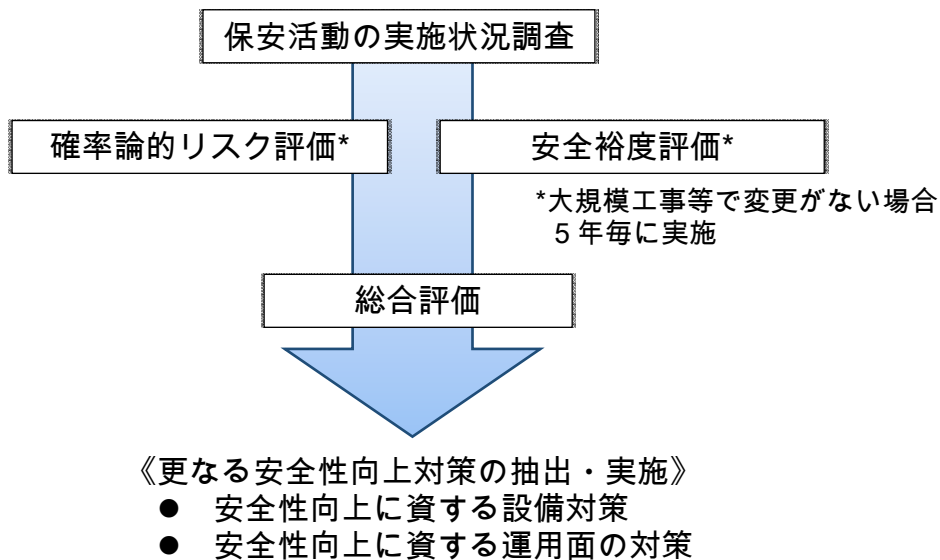 保安活動の実施状況調査
確率論的リスク評価*
安全裕度評価*
*大規模工事等で変更がない場合
5年毎に実施
総合評価
《更なる安全性向上対策の抽出・実施》
● 安全性向上に資する設備対策
● 安全性向上に資する運用面の対策